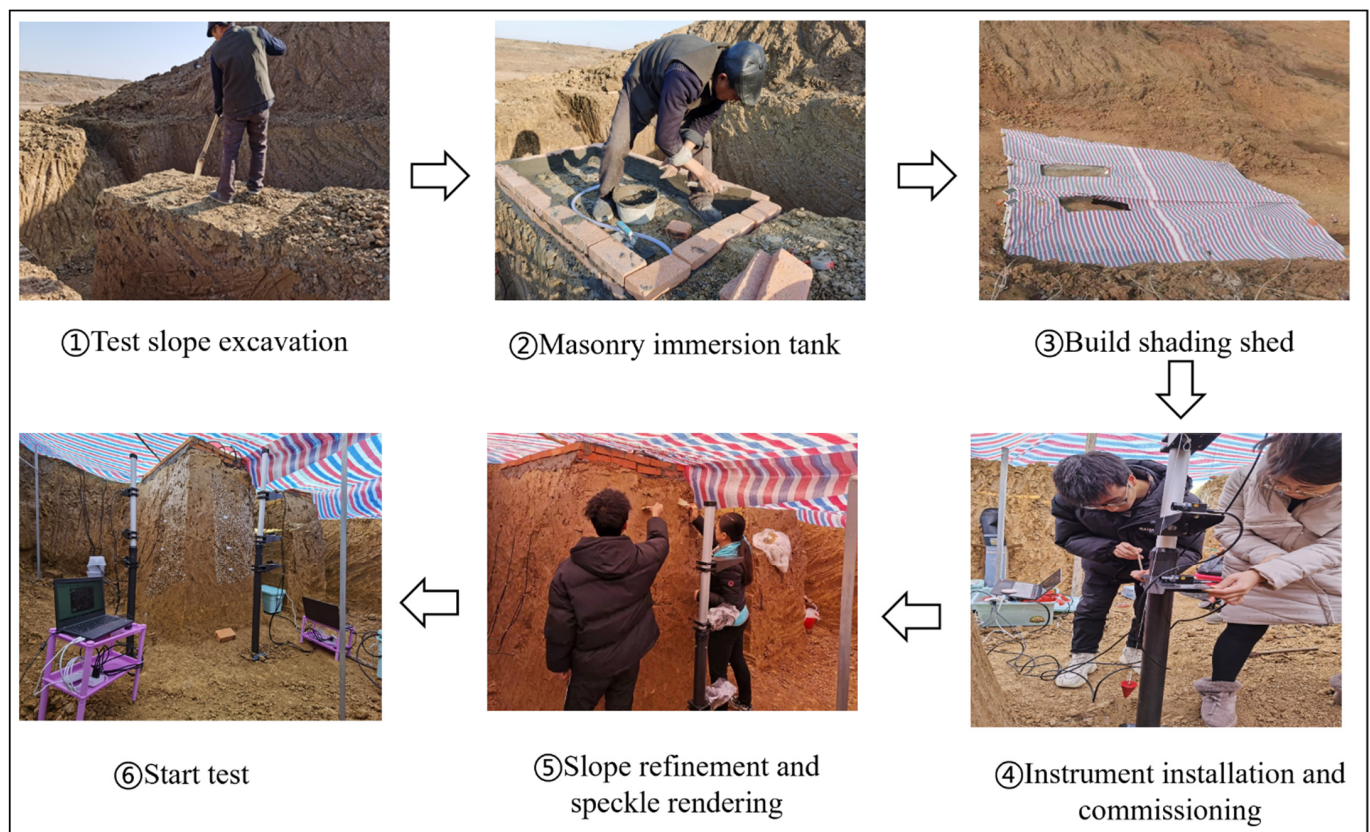 ①Test slope excavation
②Masonry immersion tank
③Build shading shed
④Instrument installation and
commissioning
⑤Slope refinement and
speckle rendering
⑥Start test